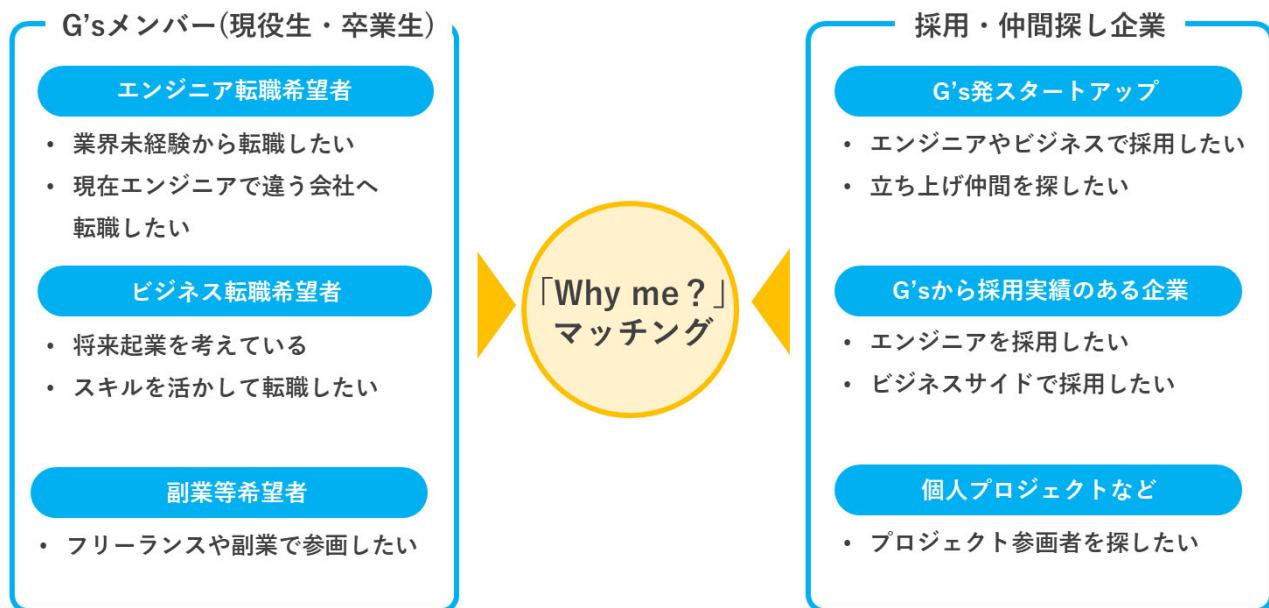 G'sメンバー(現役生・卒業生)
エンジニア転職希望者
• 業界未経験から転職したい
• 現在エンジニアで違う会社へ
転職したい
ビジネス転職希望者
• 将来起業を考えている
• スキルを活かして転職したい
副業等希望者
• フリーランスや副業で参画したい
「Why me？」
マッチング
採用・仲間探し企業
G's発スタートアップ
• エンジニアやビジネスで採用したい
• 立ち上げ仲間を探したい
G'sから採用実績のある企業
• エンジニアを採用したい
• ビジネスサイドで採用したい
個人プロジェクトなど
• プロジェクト参画者を探したい